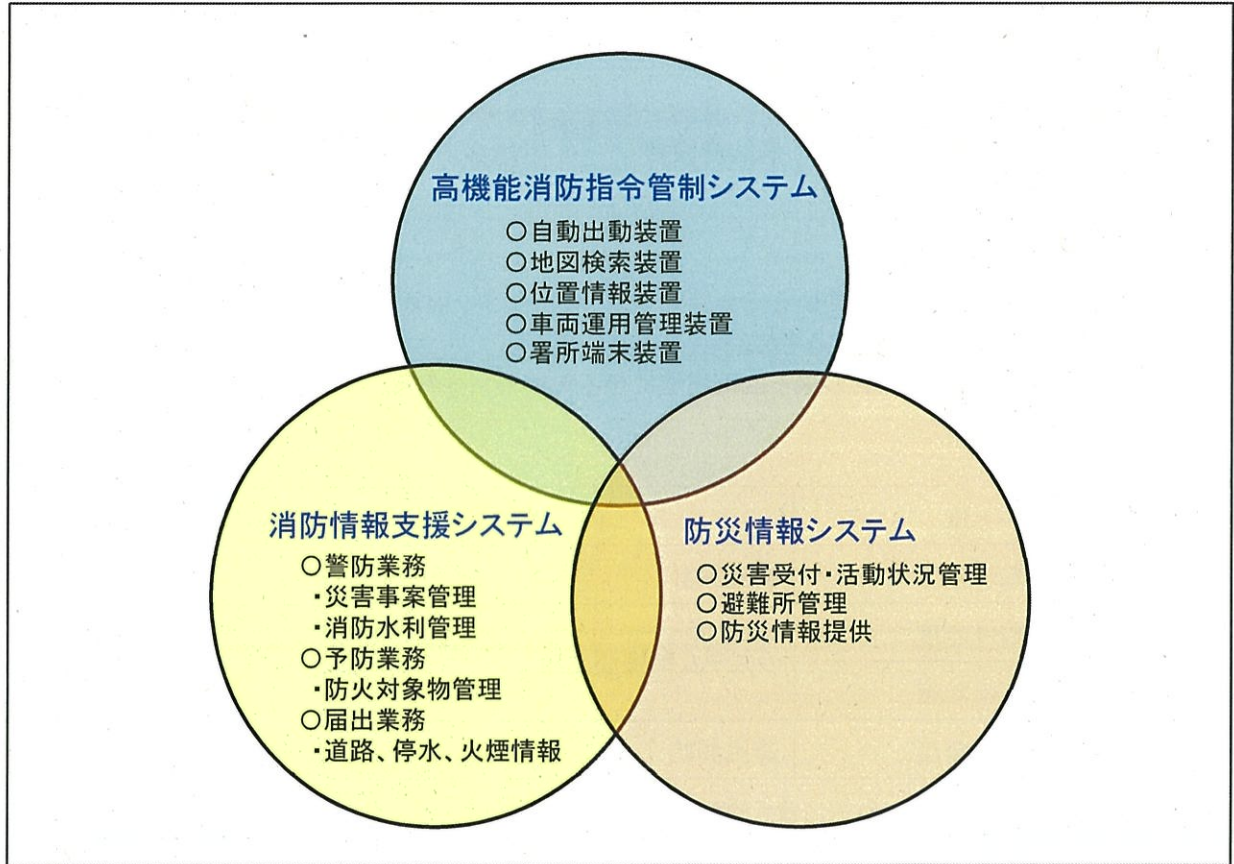 高機能消防指令管制システム
○自動出動装置
○地図検索装置
○位置情報装置
○車両運用管理装置
○署所端末装置
消防情報支援システム
○警防業務
・災害事案管理
・消防水利管理
○予防業務
・防火対象物管理
○届出業務
・道路、停水、火煙情報
防災情報システム
○災害受付・活動状況管理
○避難所管理
○防災情報提供